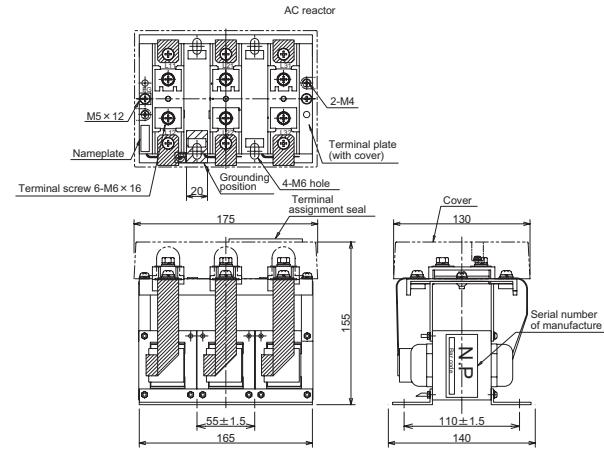 AC reactor
2-M4
M5×12
Terminal plate
(with cover)
Nameplate
Grounding
position
4-M6 hole
Terminal screw 6-M6×16
20
Terminal
assignment seal
Cover
175
130
155
Serial number
of manufacture
N.P
Bar code
55±1.5
165
110±1.5
140